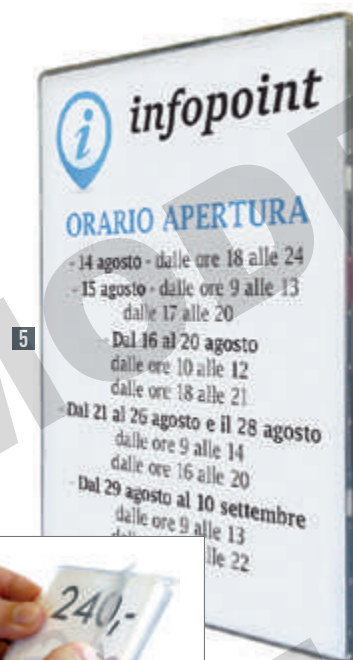 i infopoint
ORARIO APERTURA
- 14 agosto - dalle ore 18 alle 24
- 15 agosto - dalle ore 9 alle 13
dalle 17 alle 20
- Dal 16 al 20 agosto
dalle ore 10 alle 12
dalle ore 18 alle 21
- Dal 21 al 26 agosto e il 28 agosto
dalle ore 9 alle 14
dalle ore 16 alle 20
- Dal 29 agosto al 10 settembre
dalle ore 9 alle 13
lle 22
5
240,-